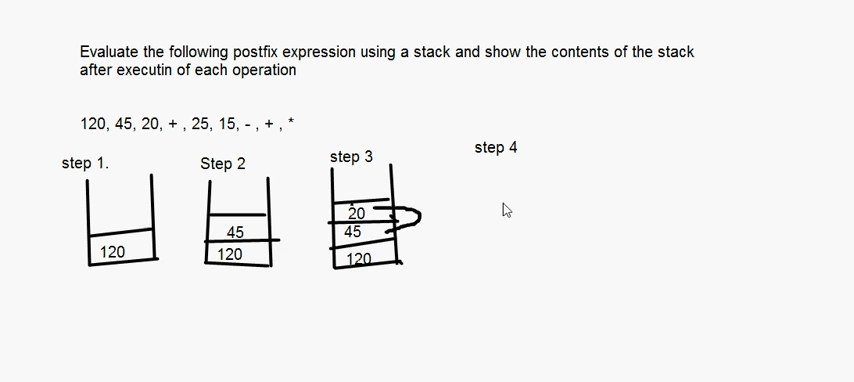 Evaluate the following postfix expression using a stack and show the contents of the stack
after executin of each operation
120, 45, 20, + , 25, 15, - , + , *
step 1.
Step 2
step 3
step 4
120
45
120
20
45
120